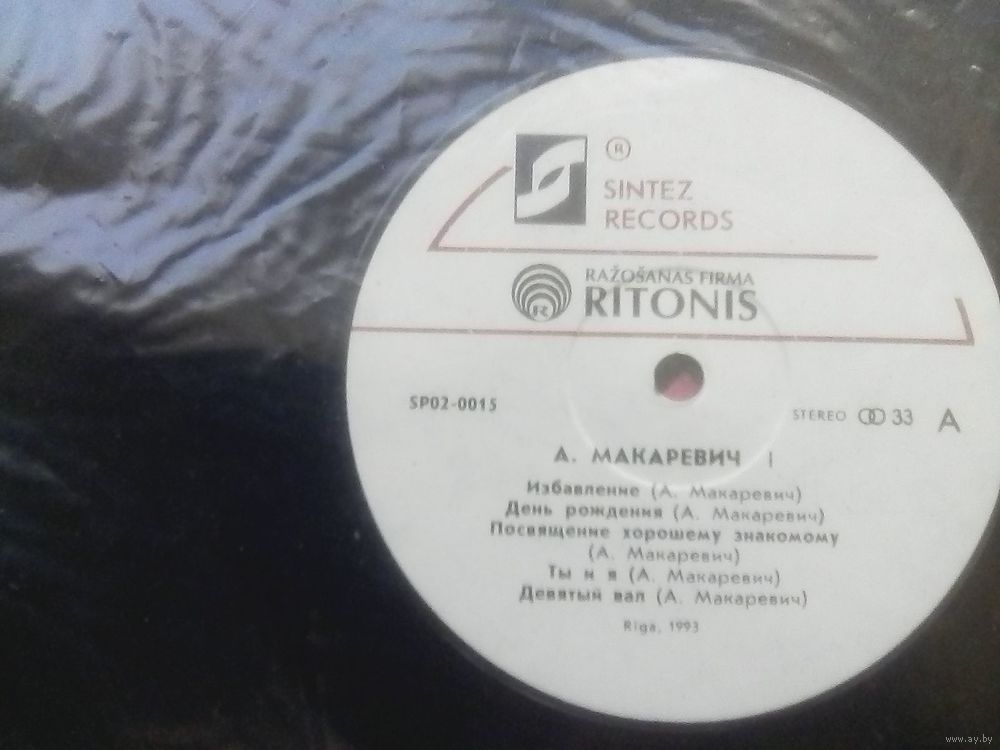 ®
SINTEZ
RECORDS
RAŽOŠANAS FIRMA
RITONIS
R
SP02-0015
STEREO 33 A
А. МАКАРЕВИЧ I
Избавление (А. Макаревич)
День рождения (А. Макаревич)
Посвящение хорошему знакомому
(А. Макаревич)
Ты и я (А. Макаревич)
Девятый вал (А. Макаревич)
Riga, 1993
www.ay.by